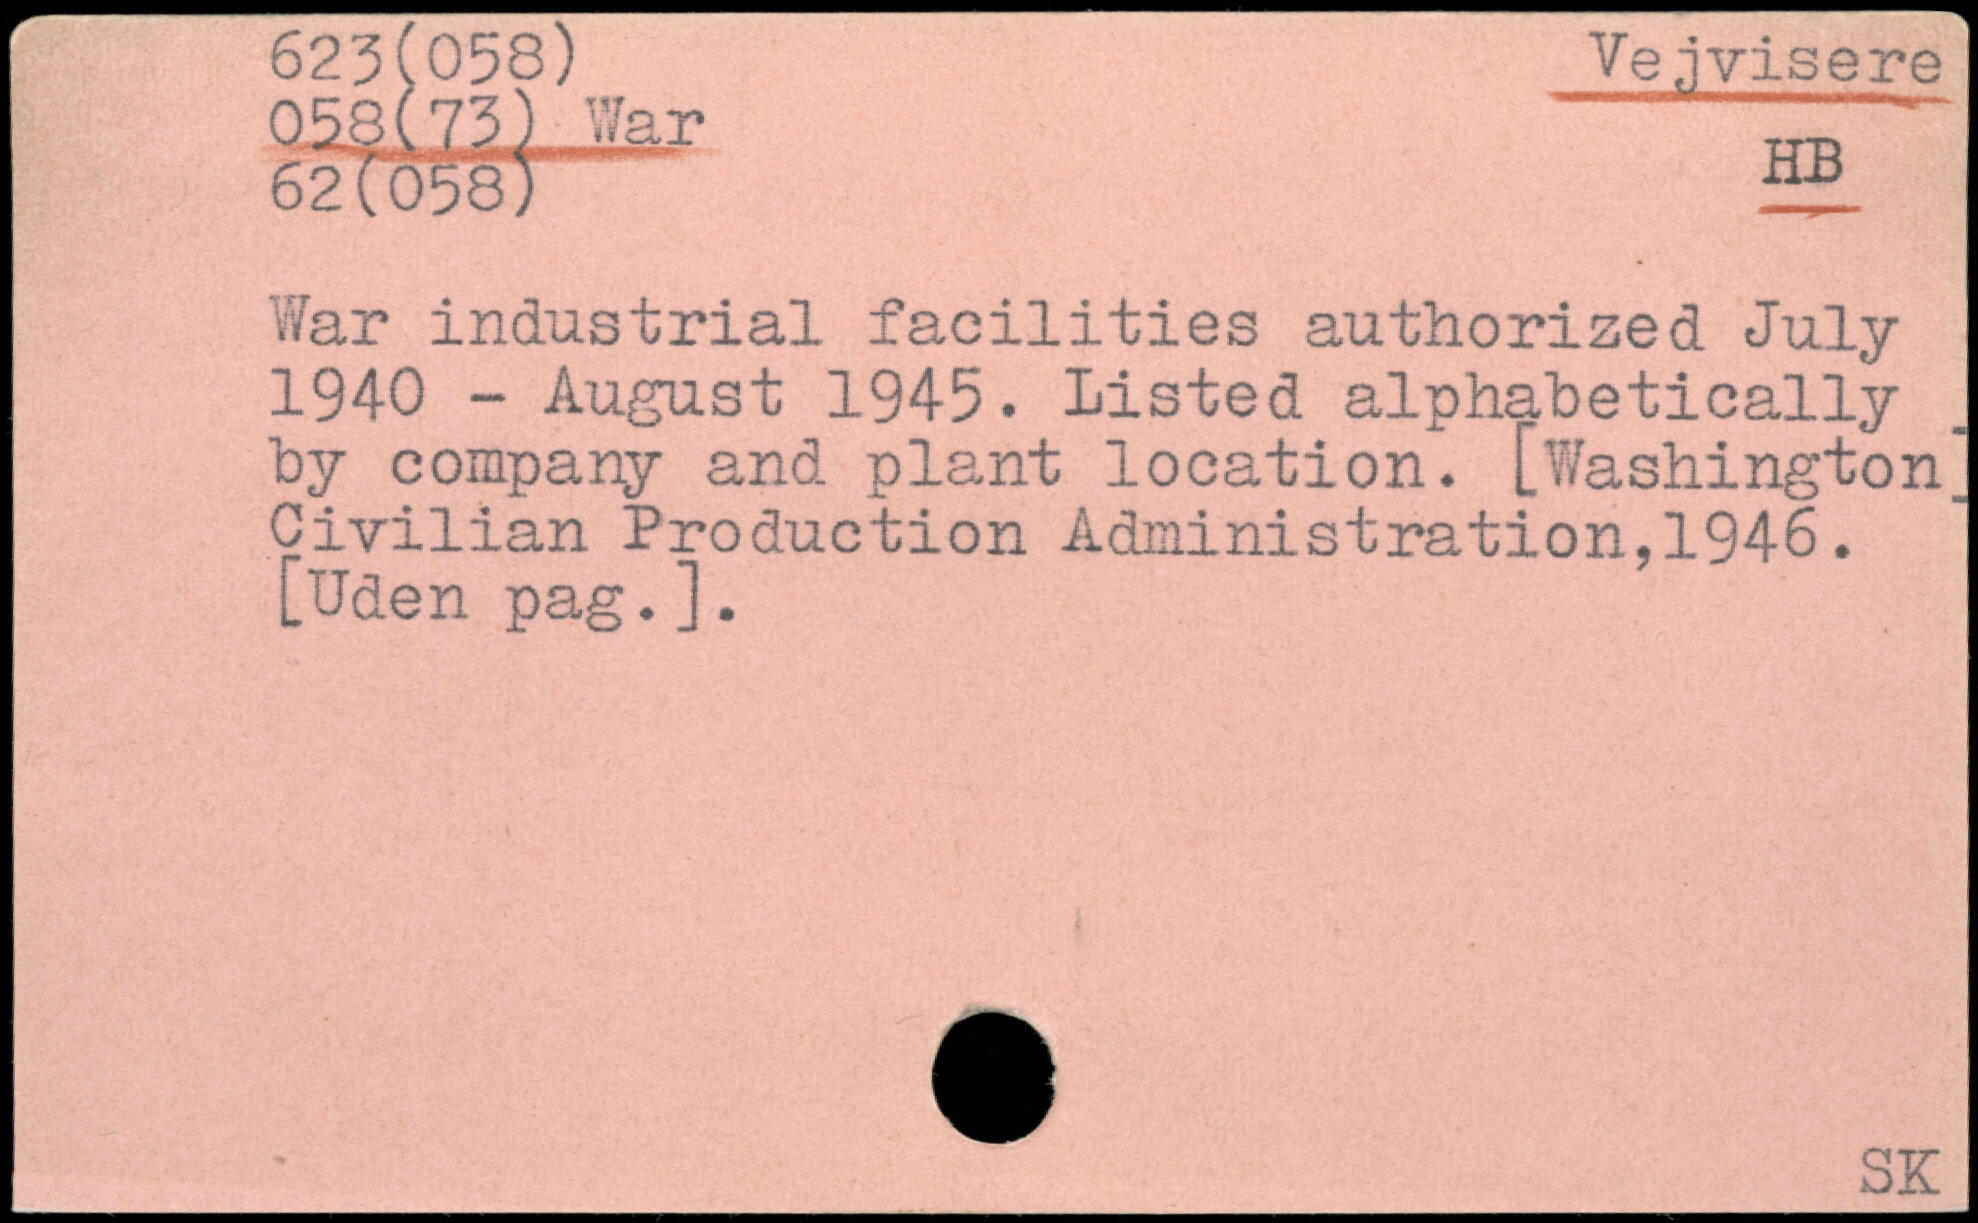 623(058)
Vejvisere
058(73) War
HB
62(058)
War industrial facilities authorized July
1940 - August 1945. Listed alphabetically
by company and plant location. [Washington]
Civilian Production Administration,1946.
[Uden pag.].
SK